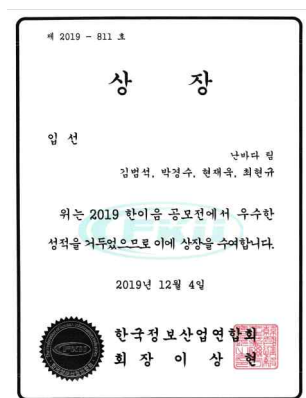 제 2019 - 811 호
상 장
입 선
난바다 팀
김범석, 박경수, 현재욱, 최현규
위는 2019 한이음 공모전에서 우수한
성적을 거두었으므로 이에 상장을 수여합니다.
2019년 12월 4일
한국정보산업연합회
회 장 이 상 현